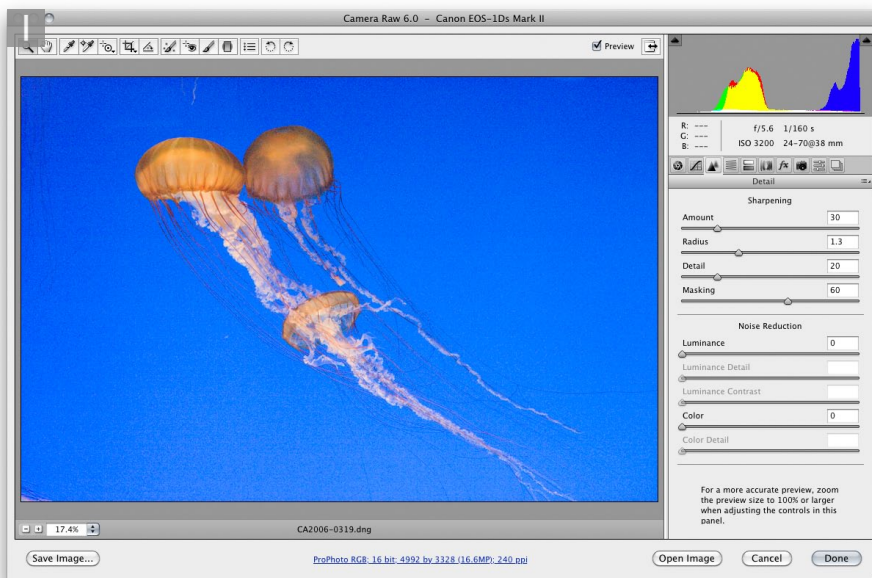 Camera Raw 6.0 – Canon EOS-1Ds Mark II
Preview
R: ---
G: ---
B: ---
f/5.6 1/160 s
ISO 3200 24-70@38 mm
fx
Detail
Sharpening
Amount 30
Radius 1.3
Detail 20
Masking 60
Noise Reduction
Luminance 0
Luminance Detail
Luminance Contrast
Color 0
Color Detail
For a more accurate preview, zoom
the preview size to 100% or larger
when adjusting the controls in this
panel.
17.4%
CA2006-0319.dng
Save Image...
ProPhoto RGB; 16 bit; 4992 by 3328 (16.6MP); 240 ppi
Open Image
Cancel
Done